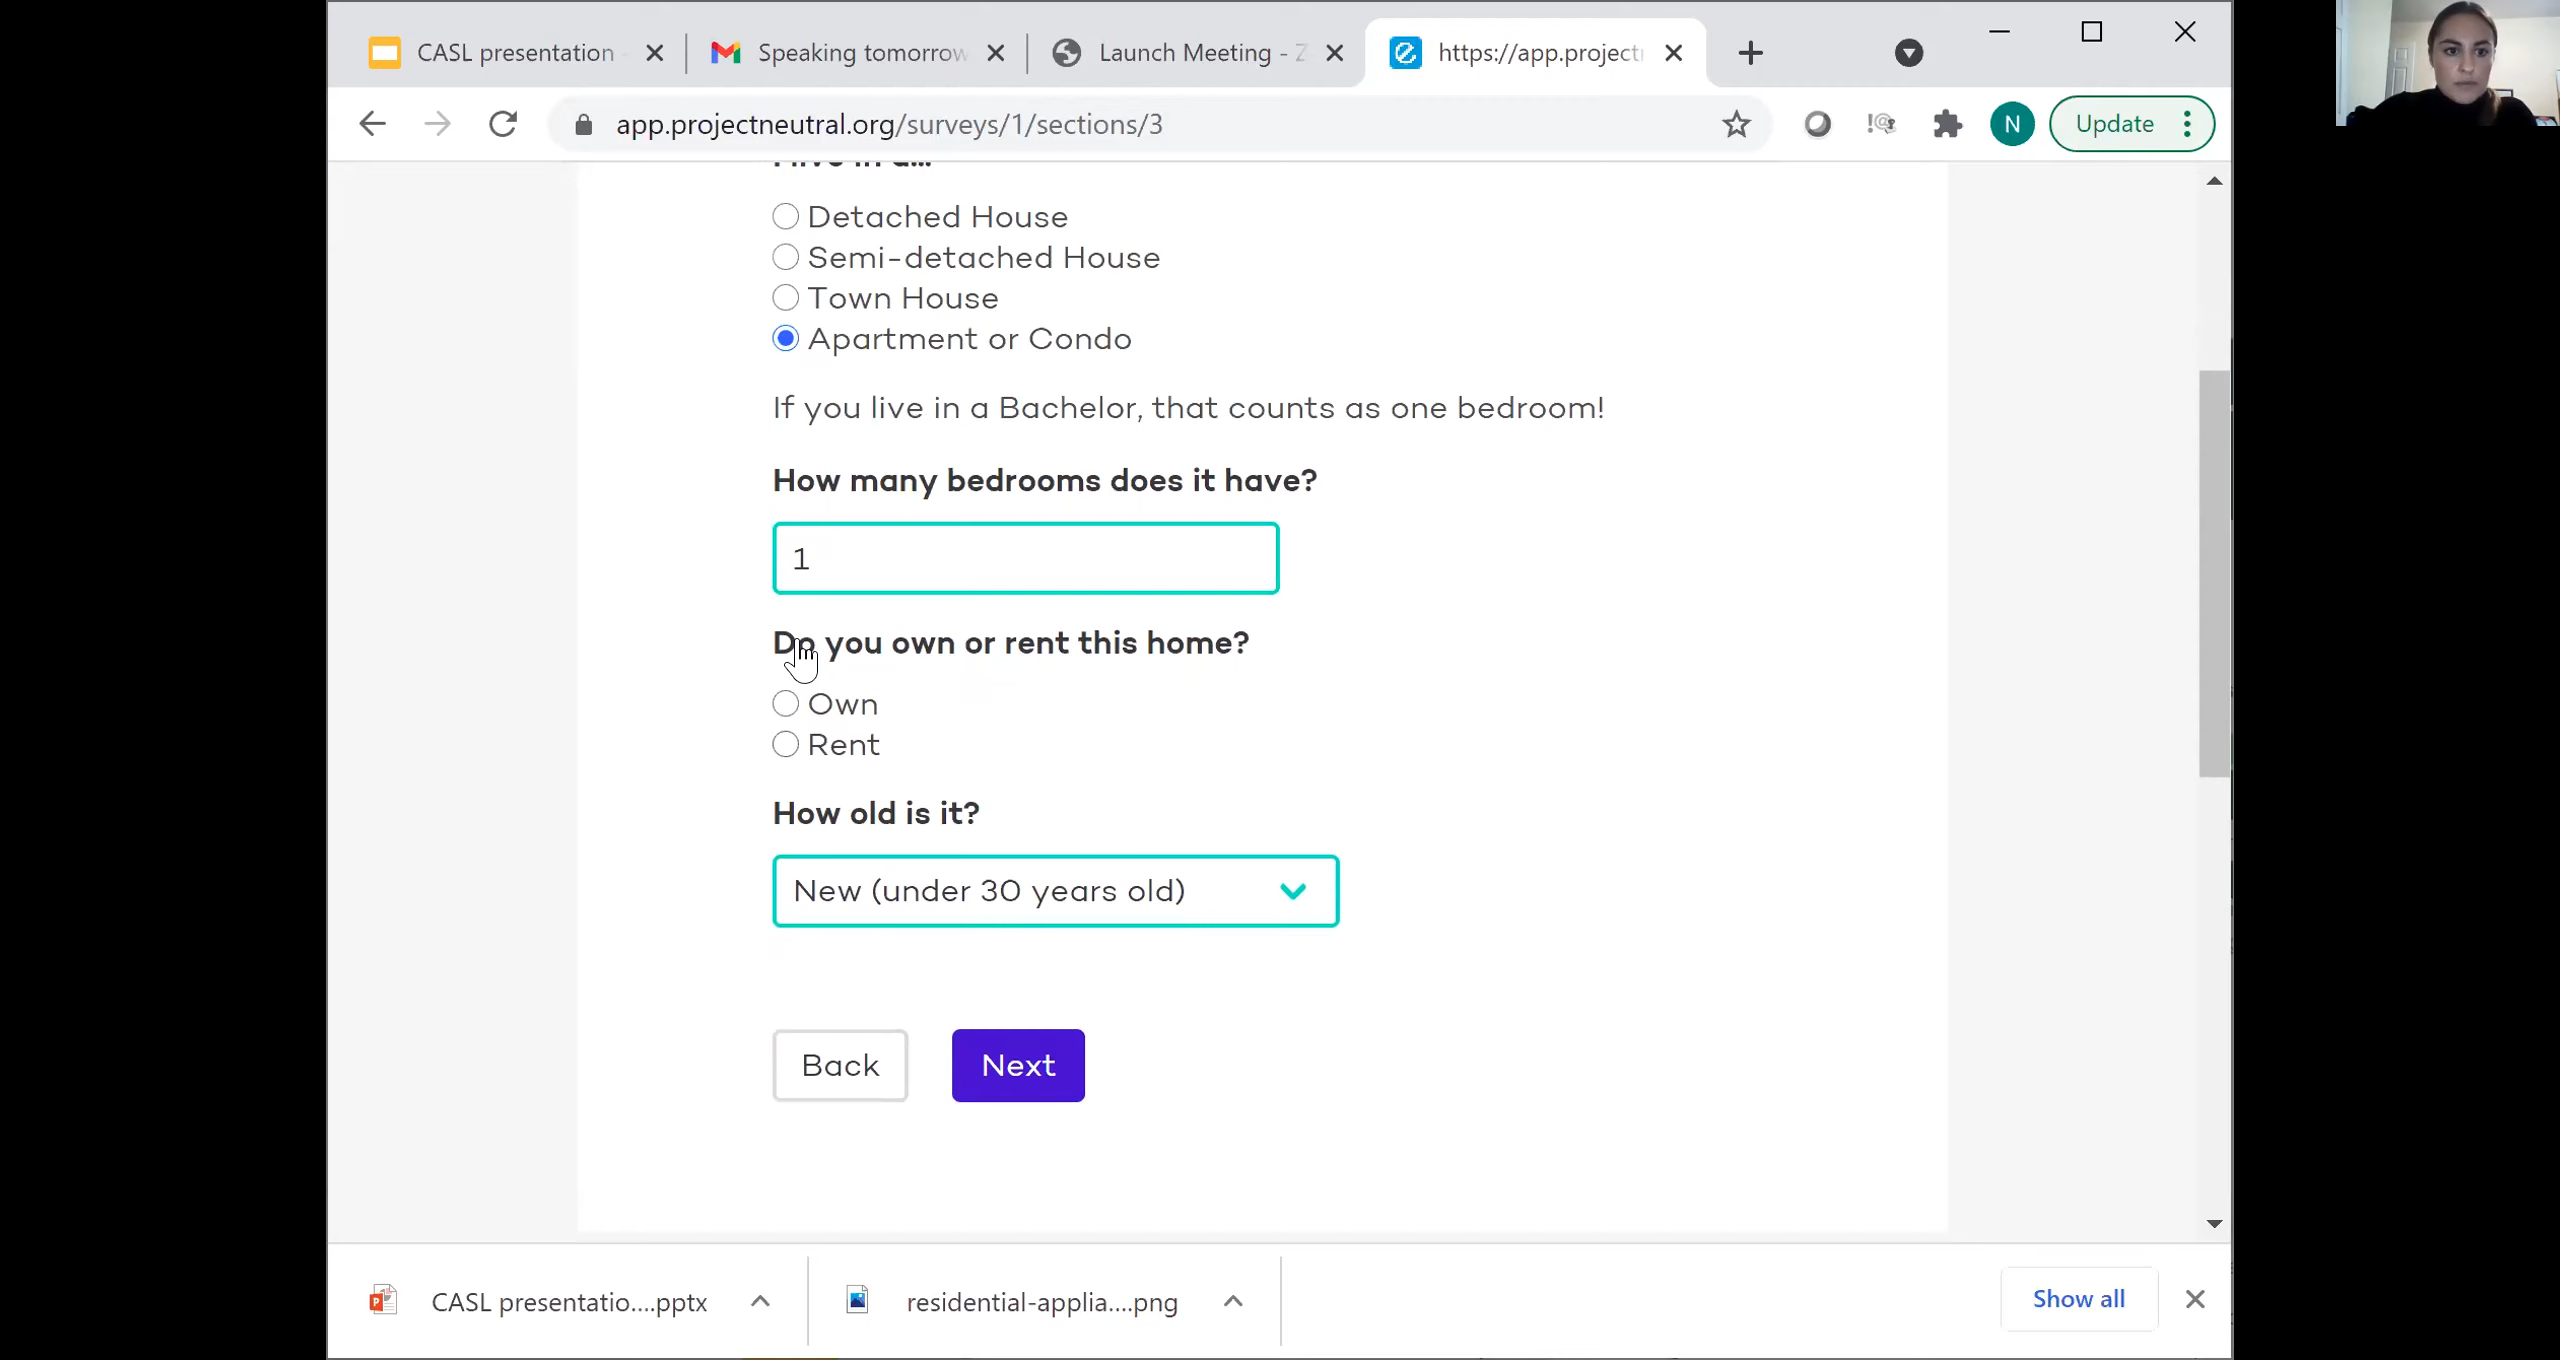 CASL presentation
Speaking tomorrow
Launch Meeting - Z
https://app.project
app.projectneutral.org/surveys/1/sections/3
N
Update
I live in a...
Detached House
Semi-detached House
Town House
Apartment or Condo
If you live in a Bachelor, that counts as one bedroom!
How many bedrooms does it have?
1
Do you own or rent this home?
Own
Rent
How old is it?
New (under 30 years old)
Back
Next
CASL presentatio....pptx
residential-applia....png
Show all